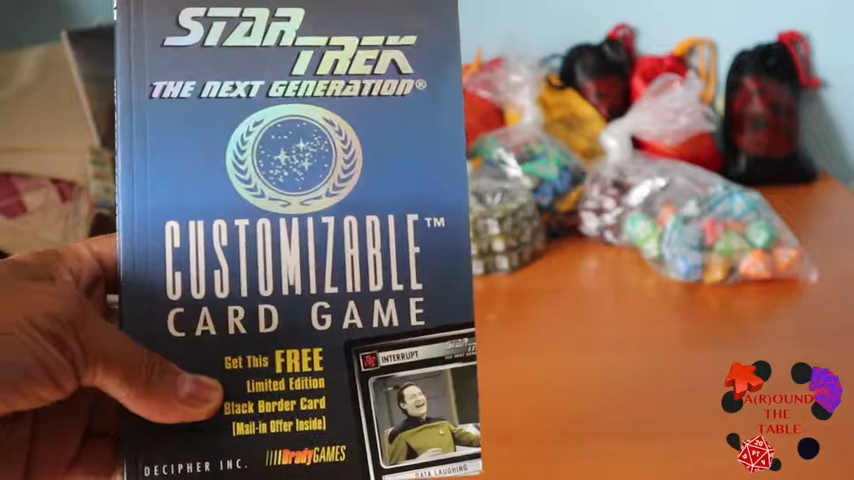 STAR
TREK
THE NEXT GENERATION®
CUSTOMIZABLE™
CARD GAME
Get This FREE
Limited Edition
Black Border Card
(Mail-in Offer Inside)
BradyGAMES
DECIPHER INC.
INTERRUPT
DATA LAUGHING
A(R)OUND
THE
TABLE
20